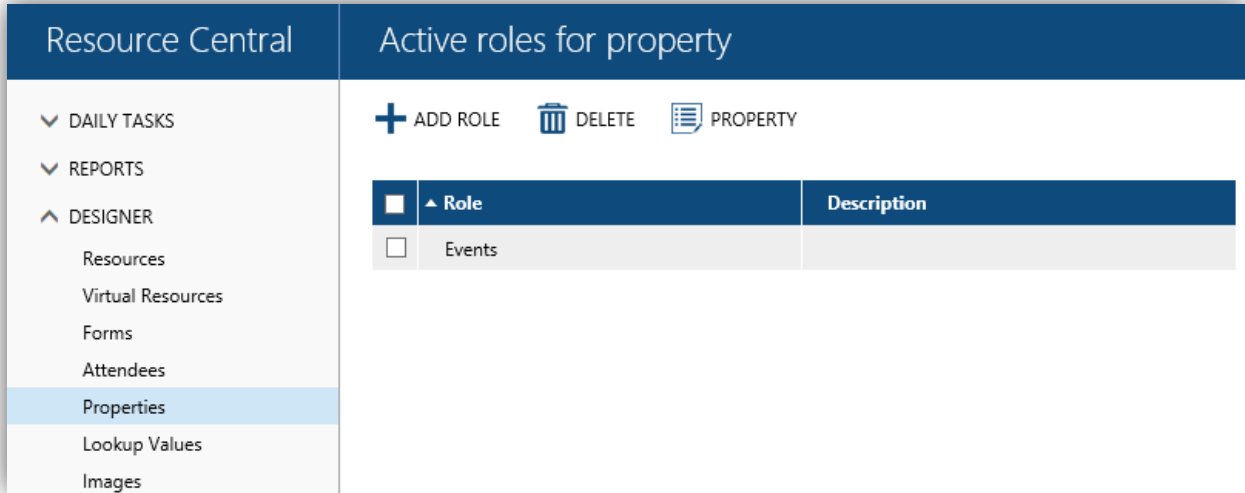 Resource Central
Active roles for property
DAILY TASKS
REPORTS
DESIGNER
Resources
Virtual Resources
Forms
Attendees
Properties
Lookup Values
Images
ADD ROLE DELETE PROPERTY
Role Description
Events